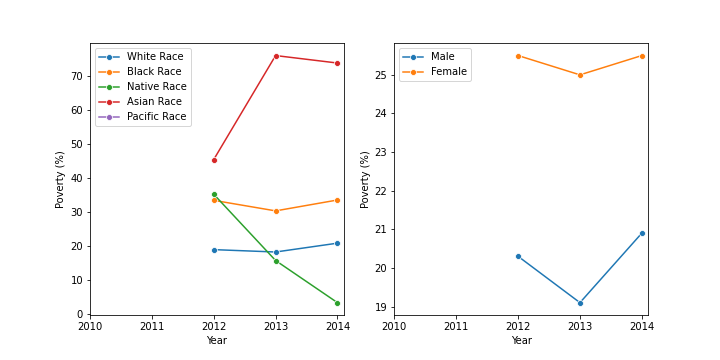 White Race
Black Race
Native Race
Asian Race
Pacific Race
70
60
50
40
30
20
10
0
Poverty (%)
2010 2011 2012 2013 2014
Year
Male
Female
25
24
23
22
21
20
19
Poverty (%)
2010 2011 2012 2013 2014
Year